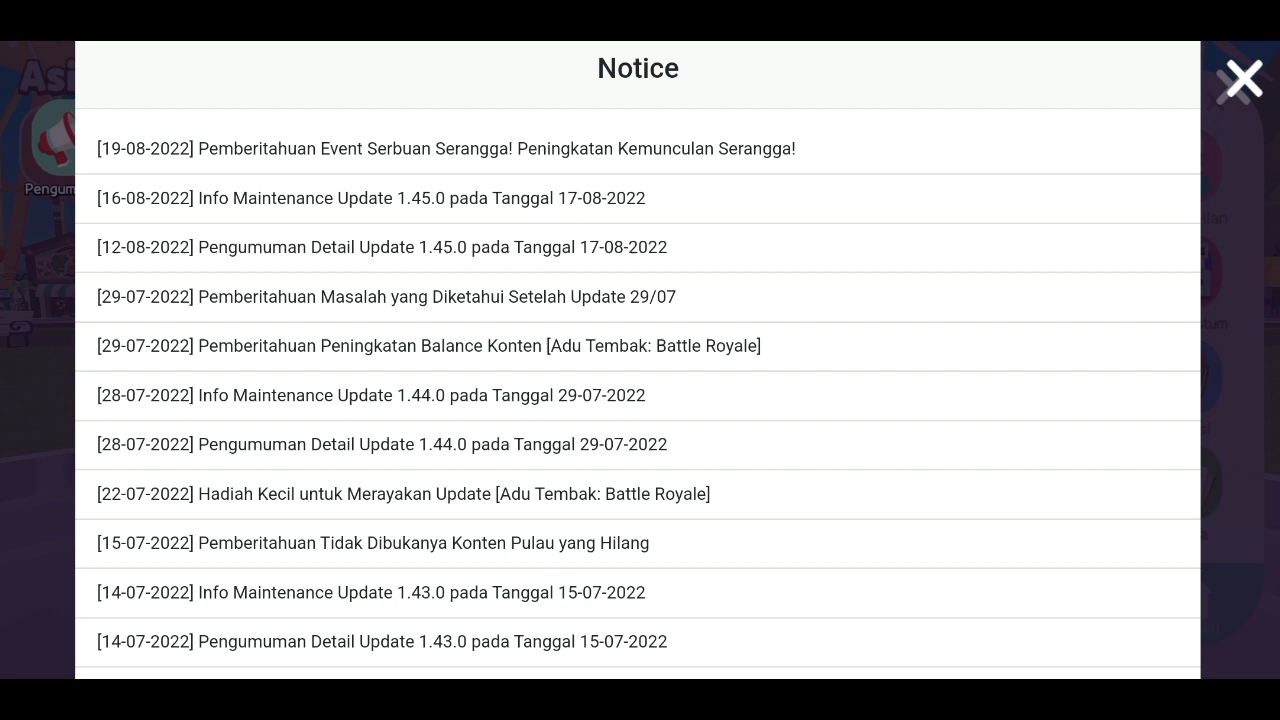 Notice
Asi
Pengum
[19-08-2022] Pemberitahuan Event Serbuan Serangga! Peningkatan Kemunculan Serangga!
[16-08-2022] Info Maintenance Update 1.45.0 pada Tanggal 17-08-2022
[12-08-2022] Pengumuman Detail Update 1.45.0 pada Tanggal 17-08-2022
[29-07-2022] Pemberitahuan Masalah yang Diketahui Setelah Update 29/07
[29-07-2022] Pemberitahuan Peningkatan Balance Konten [Adu Tembak: Battle Royale]
[28-07-2022] Info Maintenance Update 1.44.0 pada Tanggal 29-07-2022
[28-07-2022] Pengumuman Detail Update 1.44.0 pada Tanggal 29-07-2022
[22-07-2022] Hadiah Kecil untuk Merayakan Update [Adu Tembak: Battle Royale]
[15-07-2022] Pemberitahuan Tidak Dibukanya Konten Pulau yang Hilang
[14-07-2022] Info Maintenance Update 1.43.0 pada Tanggal 15-07-2022
[14-07-2022] Pengumuman Detail Update 1.43.0 pada Tanggal 15-07-2022